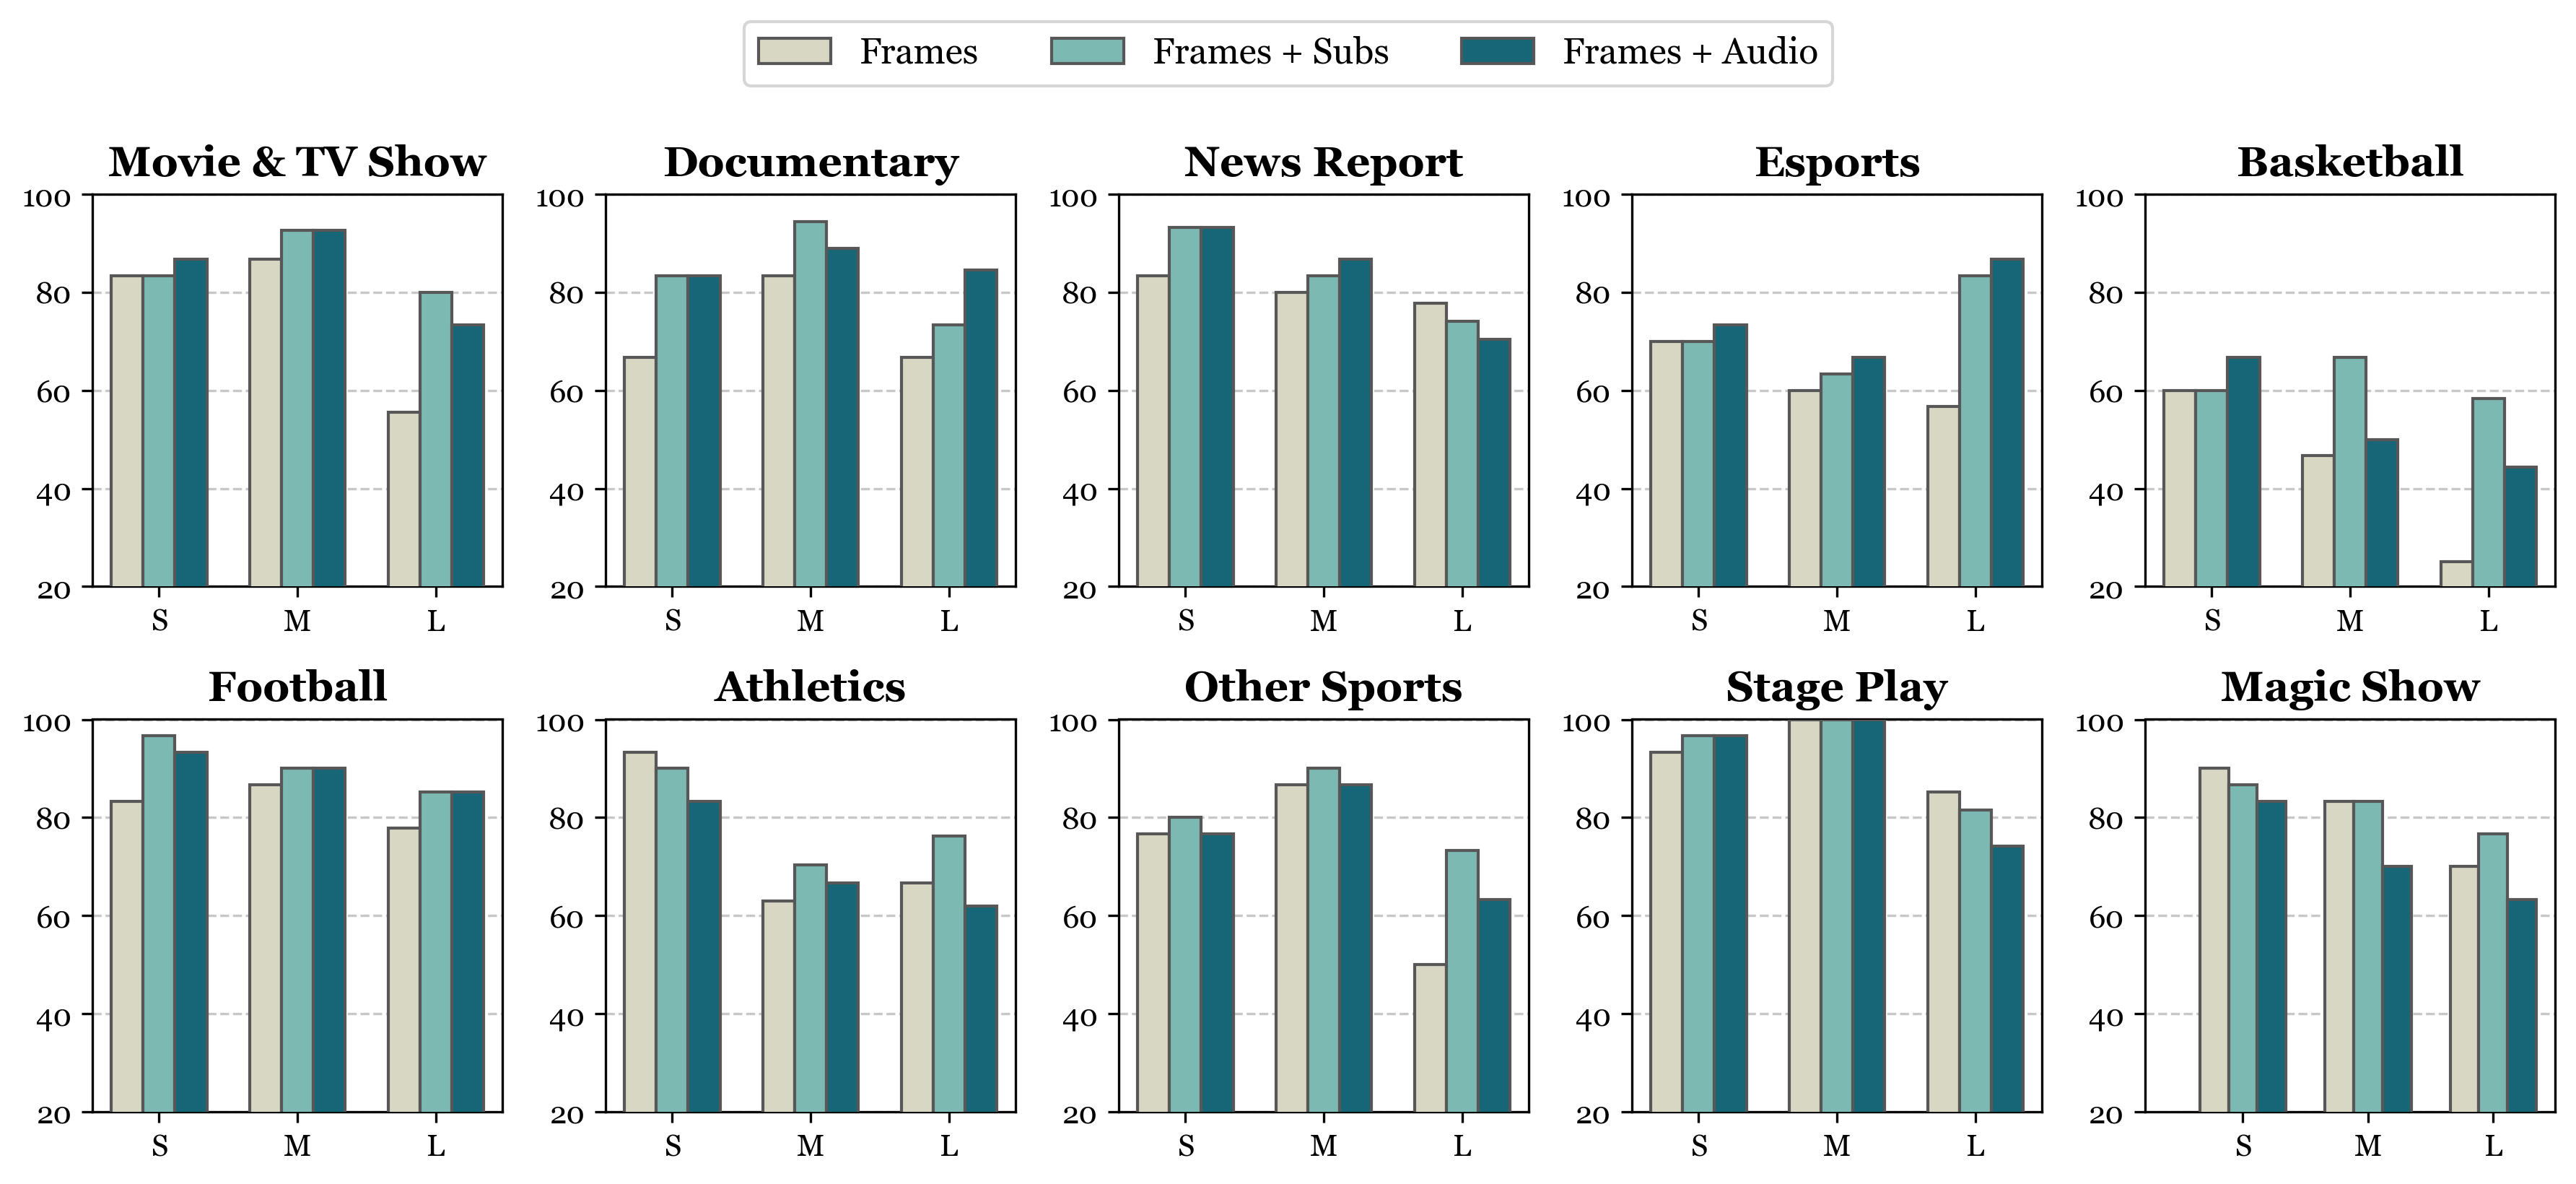 Frames Frames + Subs Frames + Audio
Movie & TV Show Documentary News Report Esports Basketball
100 100 100 100 100
80 80 80 80 80
60 60 60 60 60
40 40 40 40 40
20 20 20 20 20
S M L S M L S M L S M L S M L
Football Athletics Other Sports Stage Play Magic Show
100 100 100 100 100
80 80 80 80 80
60 60 60 60 60
40 40 40 40 40
20 20 20 20 20
S M L S M L S M L S M L S M L